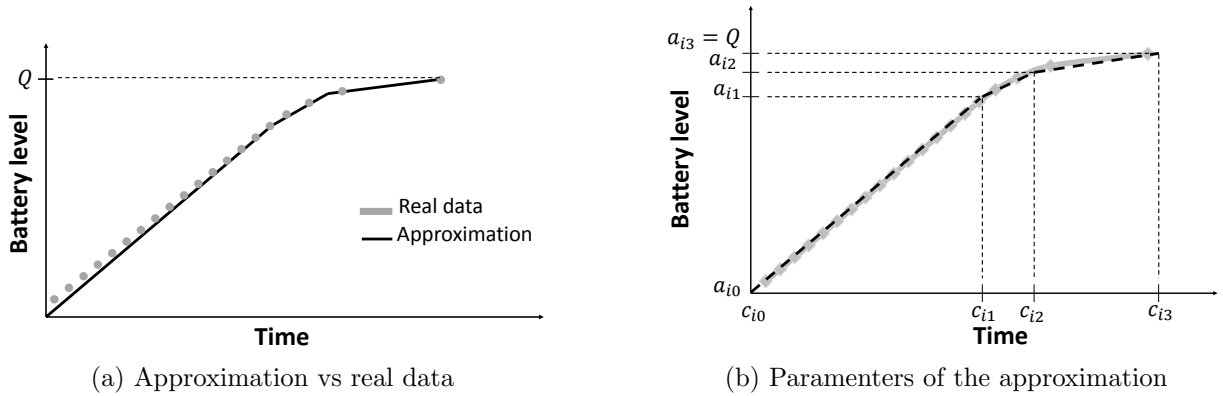 Battery level
Q
Real data
Approximation
Time
(a) Approximation vs real data
Battery level
a_{i3} = Q
a_{i2}
a_{i1}
a_{i0}
c_{i0}
c_{i1}
c_{i2}
c_{i3}
Time
(b) Paramenters of the approximation